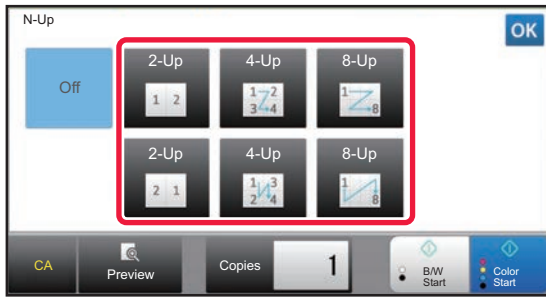 N-Up
OK
Off
2-Up 4-Up 8-Up
1 2
1 2
3 4
1
8
2-Up 4-Up 8-Up
2 1
1 3
2 4
1
8
CA
Preview
Copies
1
B/W
Start
Color
Start